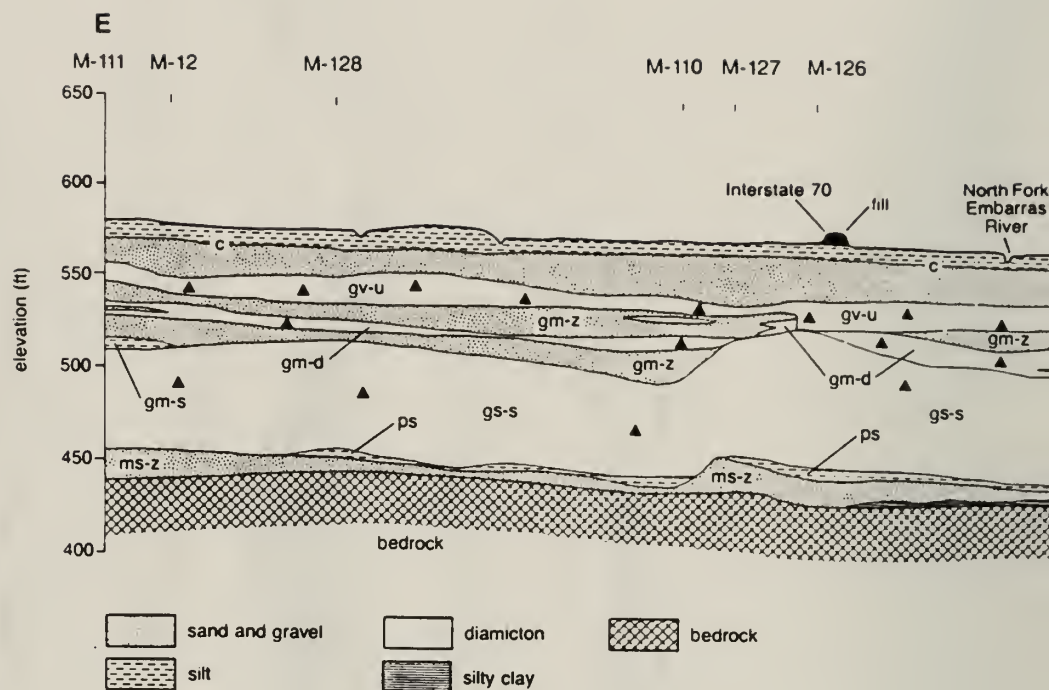 E
M-111 M-12 M-128 M-110 M-127 M-126
650
600
550
500
450
400
elevation (ft)
Interstate 70
fill
North Fork
Embarras
River
c
c
gv-u
gv-u
gm-z
gm-z
gm-d
gm-z
gm-d
gm-s
gs-s
gs-s
ps
ps
ms-z
ms-z
bedrock
sand and gravel
diamicton
bedrock
silt
silty clay